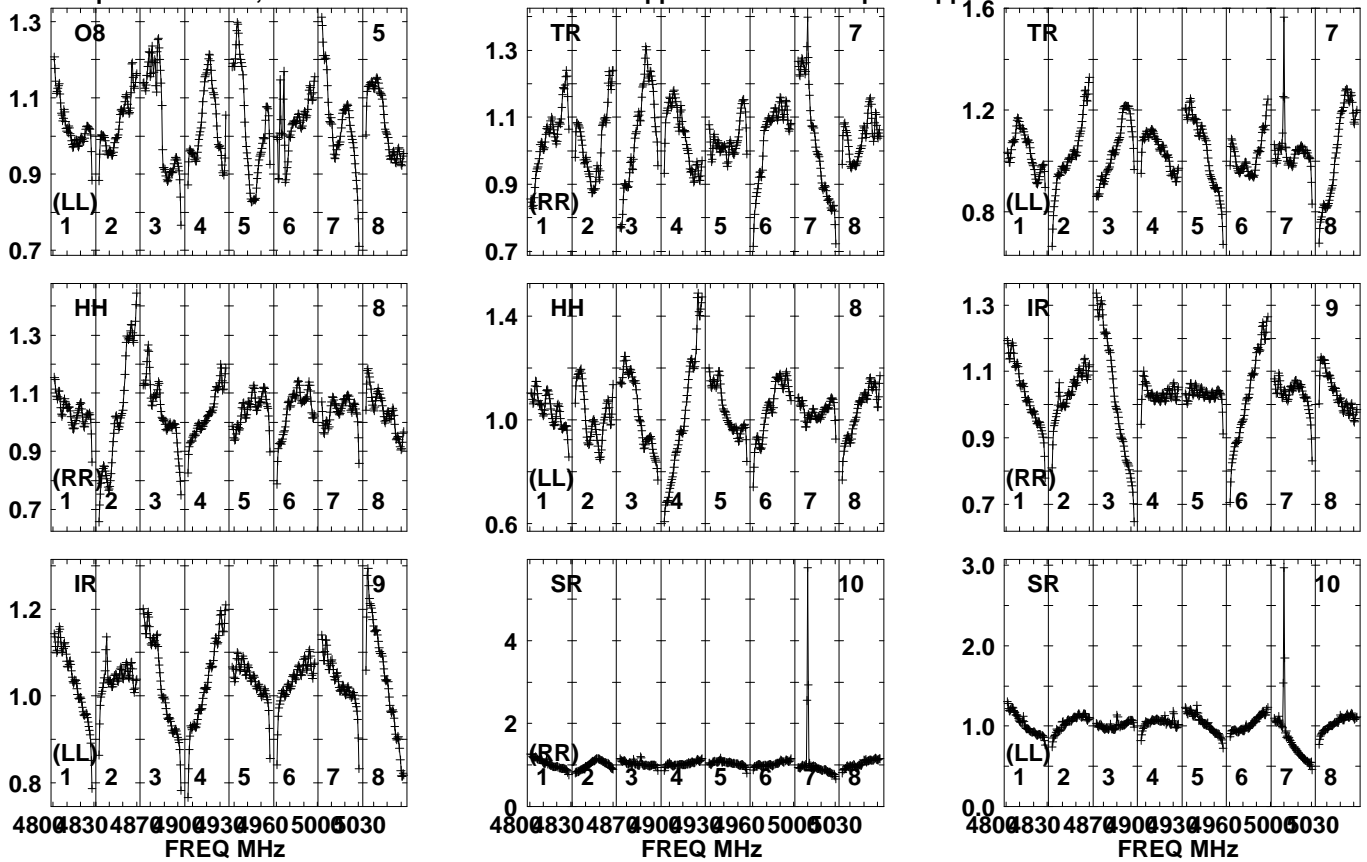 O8 5
1.3
1.1
0.9
0.7
(LL)
1 2 3 4 5 6 7 8
TR 7
1.3
1.1
0.9
0.7
(RR)
1 2 3 4 5 6 7 8
TR 7
1.6
1.2
0.8
(LL)
1 2 3 4 5 6 7 8
HH 8
1.3
1.1
0.9
0.7
(RR)
1 2 3 4 5 6 7 8
HH 8
1.4
1.0
0.6
(LL)
1 2 3 4 5 6 7 8
IR 9
1.3
1.1
0.9
0.7
(RR)
1 2 3 4 5 6 7 8
IR 9
1.2
1.0
0.8
(LL)
1 2 3 4 5 6 7 8
4800 4830 4870 4900 4930 4960 5000 5030
FREQ MHz
SR 10
4
2
0
(RR)
1 2 3 4 5 6 7 8
4800 4830 4870 4900 4930 4960 5000 5030
FREQ MHz
SR 10
3.0
2.0
1.0
0.0
(LL)
1 2 3 4 5 6 7 8
4800 4830 4870 4900 4930 4960 5000 5030
FREQ MHz